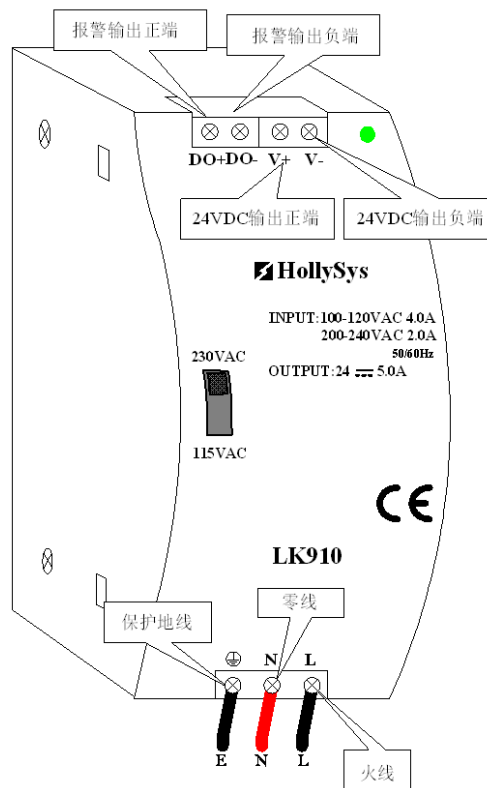 报警输出正端
报警输出负端
DO+ DO- V+ V-
24VDC输出正端
24VDC输出负端
HollySys
INPUT:100-120VAC 4.0A
200-240VAC 2.0A
50/60Hz
OUTPUT:24 5.0A
230VAC
115VAC
CE
LK910
保护地线
零线
N L
E N L
火线